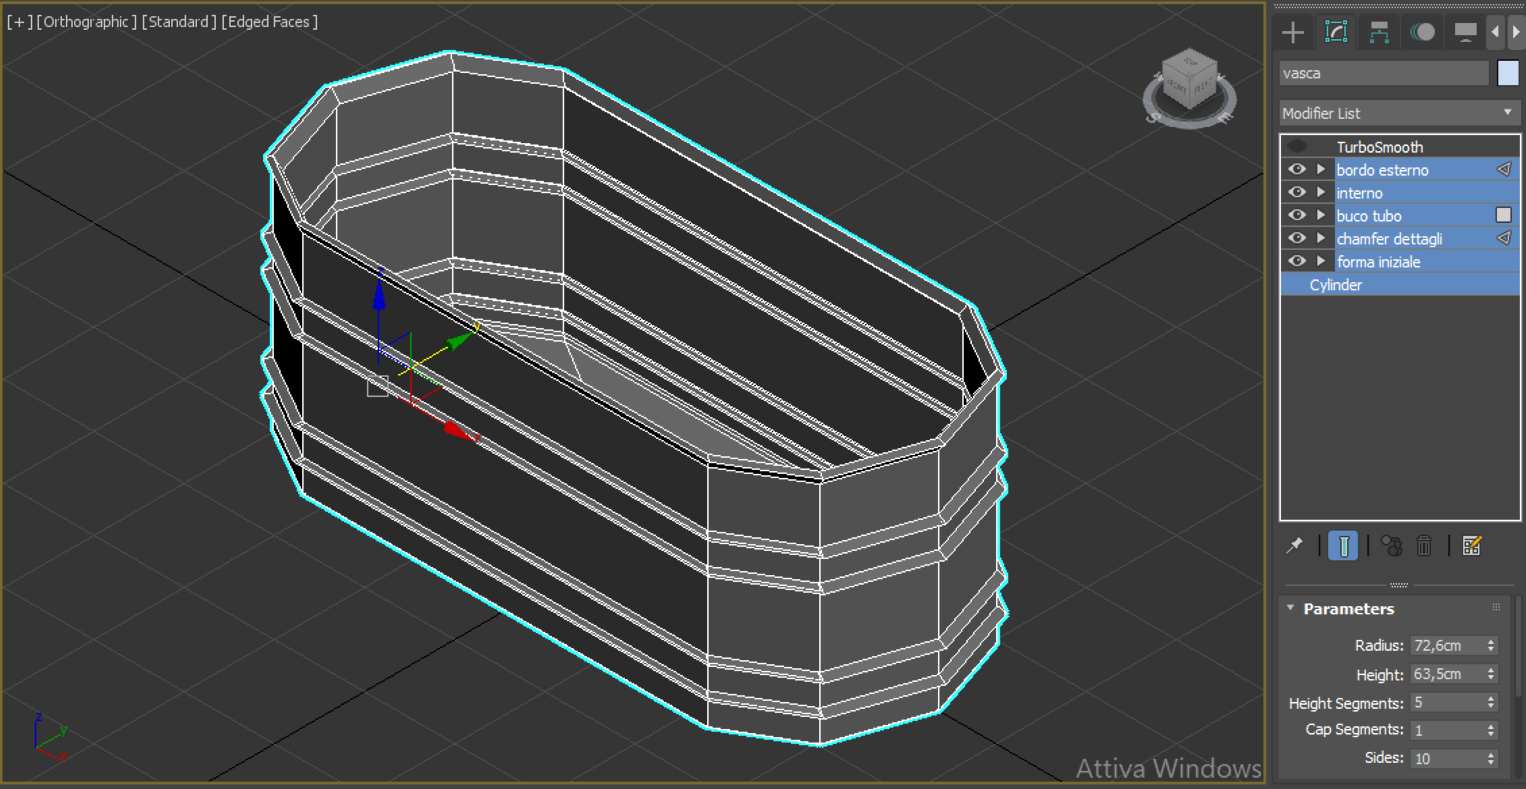 [+] [Orthographic] [Standard] [Edged Faces]
TOP
S
E
z
y
x
z
y
x
Attiva Windows
vasca
Modifier List
TurboSmooth
bordo esterno
interno
buco tubo
chamfer dettagli
forma iniziale
Cylinder
Parameters
Radius: 72,6cm
Height: 63,5cm
Height Segments: 5
Cap Segments: 1
Sides: 10